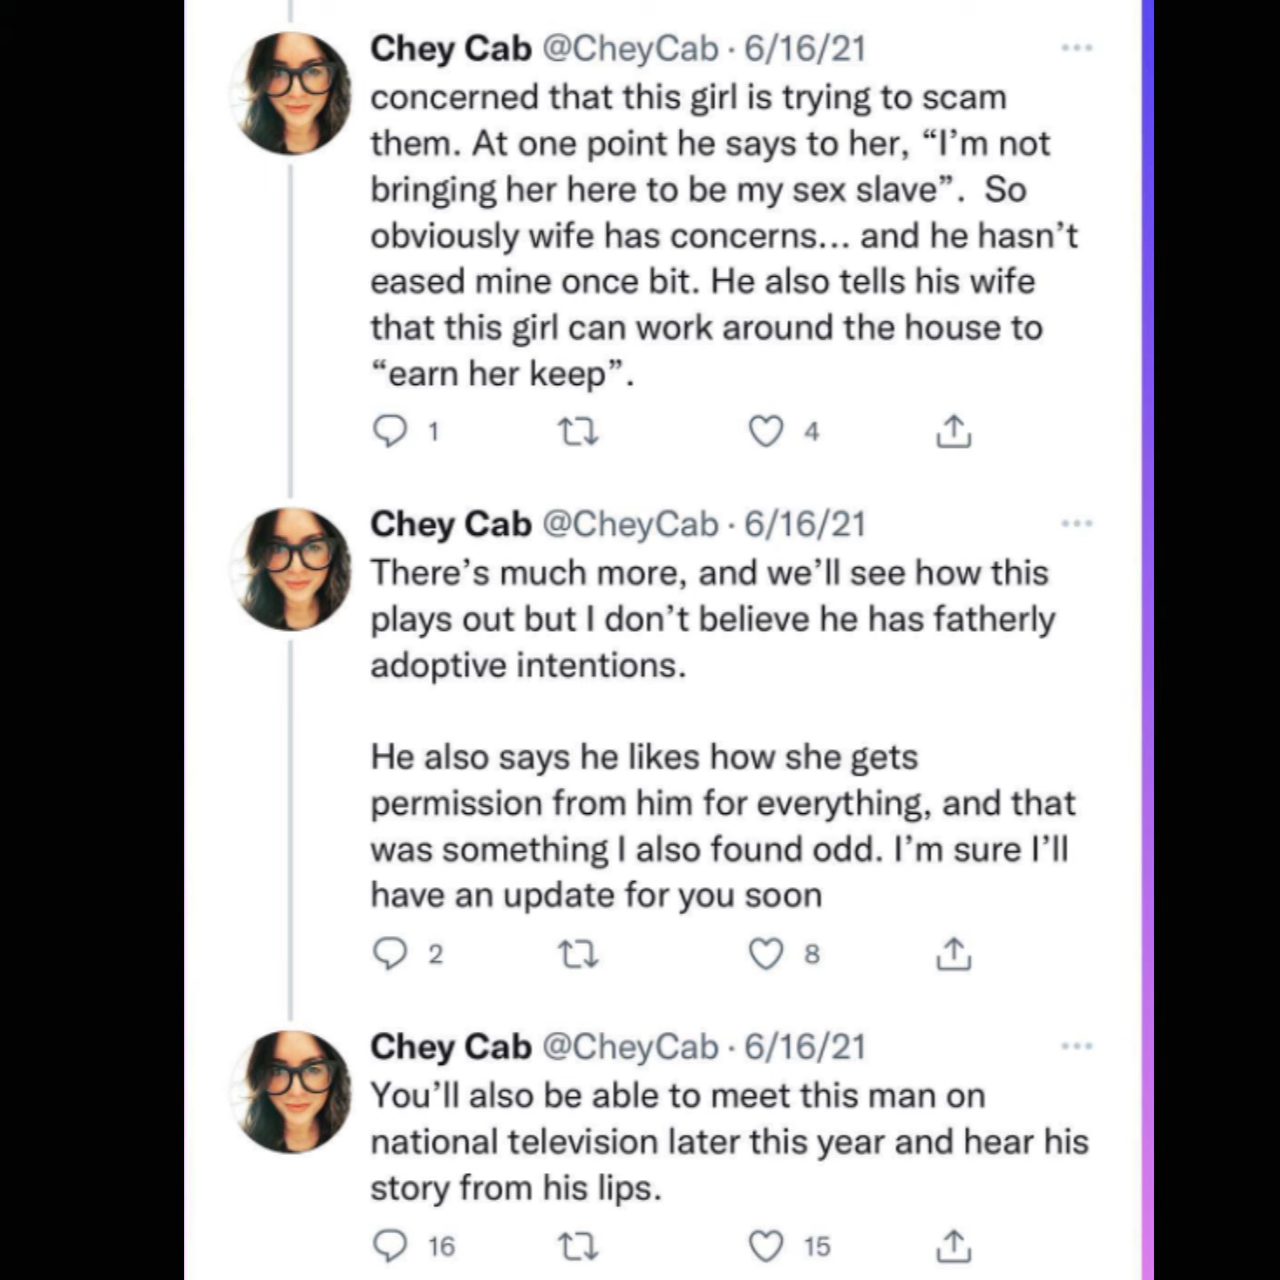 Chey Cab @CheyCab · 6/16/21
concerned that this girl is trying to scam
them. At one point he says to her, “I’m not
bringing her here to be my sex slave”.  So
obviously wife has concerns... and he hasn’t
eased mine once bit. He also tells his wife
that this girl can work around the house to
“earn her keep”.
1 4
Chey Cab @CheyCab · 6/16/21
There’s much more, and we’ll see how this
plays out but I don’t believe he has fatherly
adoptive intentions.
He also says he likes how she gets
permission from him for everything, and that
was something I also found odd. I’m sure I’ll
have an update for you soon
2 8
Chey Cab @CheyCab · 6/16/21
You’ll also be able to meet this man on
national television later this year and hear his
story from his lips.
16 15